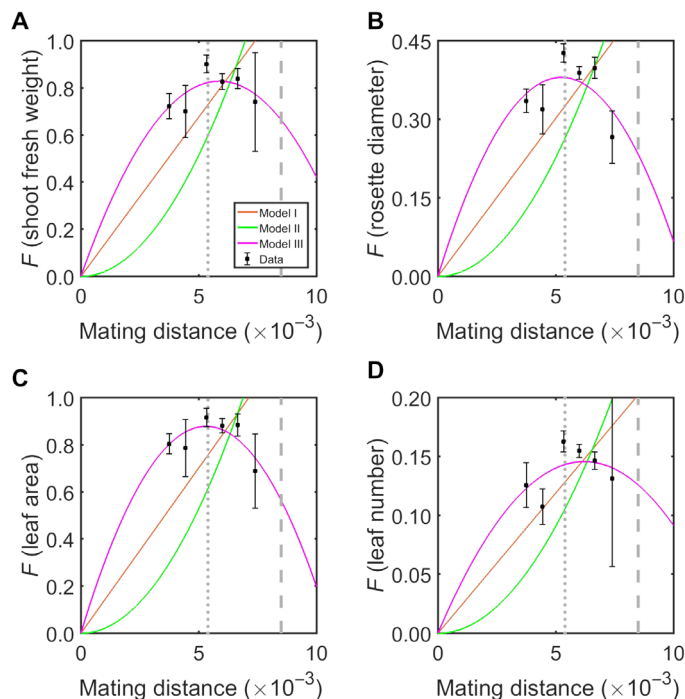 A
F (shoot fresh weight)
1.0
0.8
0.6
0.4
0.2
0.0
Model I
Model II
Model III
Data
0 5 10
Mating distance (×10−3)
B
F (rosette diameter)
0.45
0.30
0.15
0.00
0 5 10
Mating distance (×10−3)
C
F (leaf area)
1.0
0.8
0.6
0.4
0.2
0.0
0 5 10
Mating distance (×10−3)
D
F (leaf number)
0.20
0.15
0.10
0.05
0.00
0 5 10
Mating distance (×10−3)